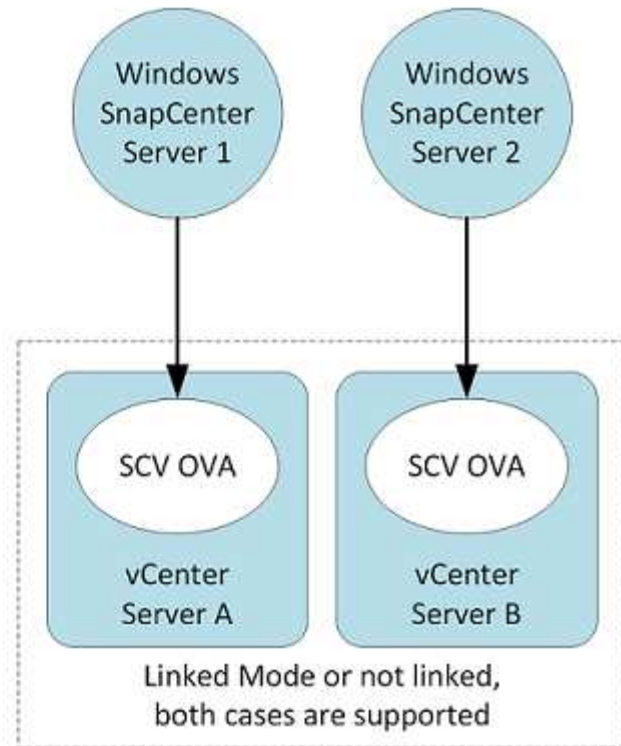 Windows
SnapCenter
Server 1
Windows
SnapCenter
Server 2
SCV OVA
vCenter
Server A
SCV OVA
vCenter
Server B
Linked Mode or not linked,
both cases are supported